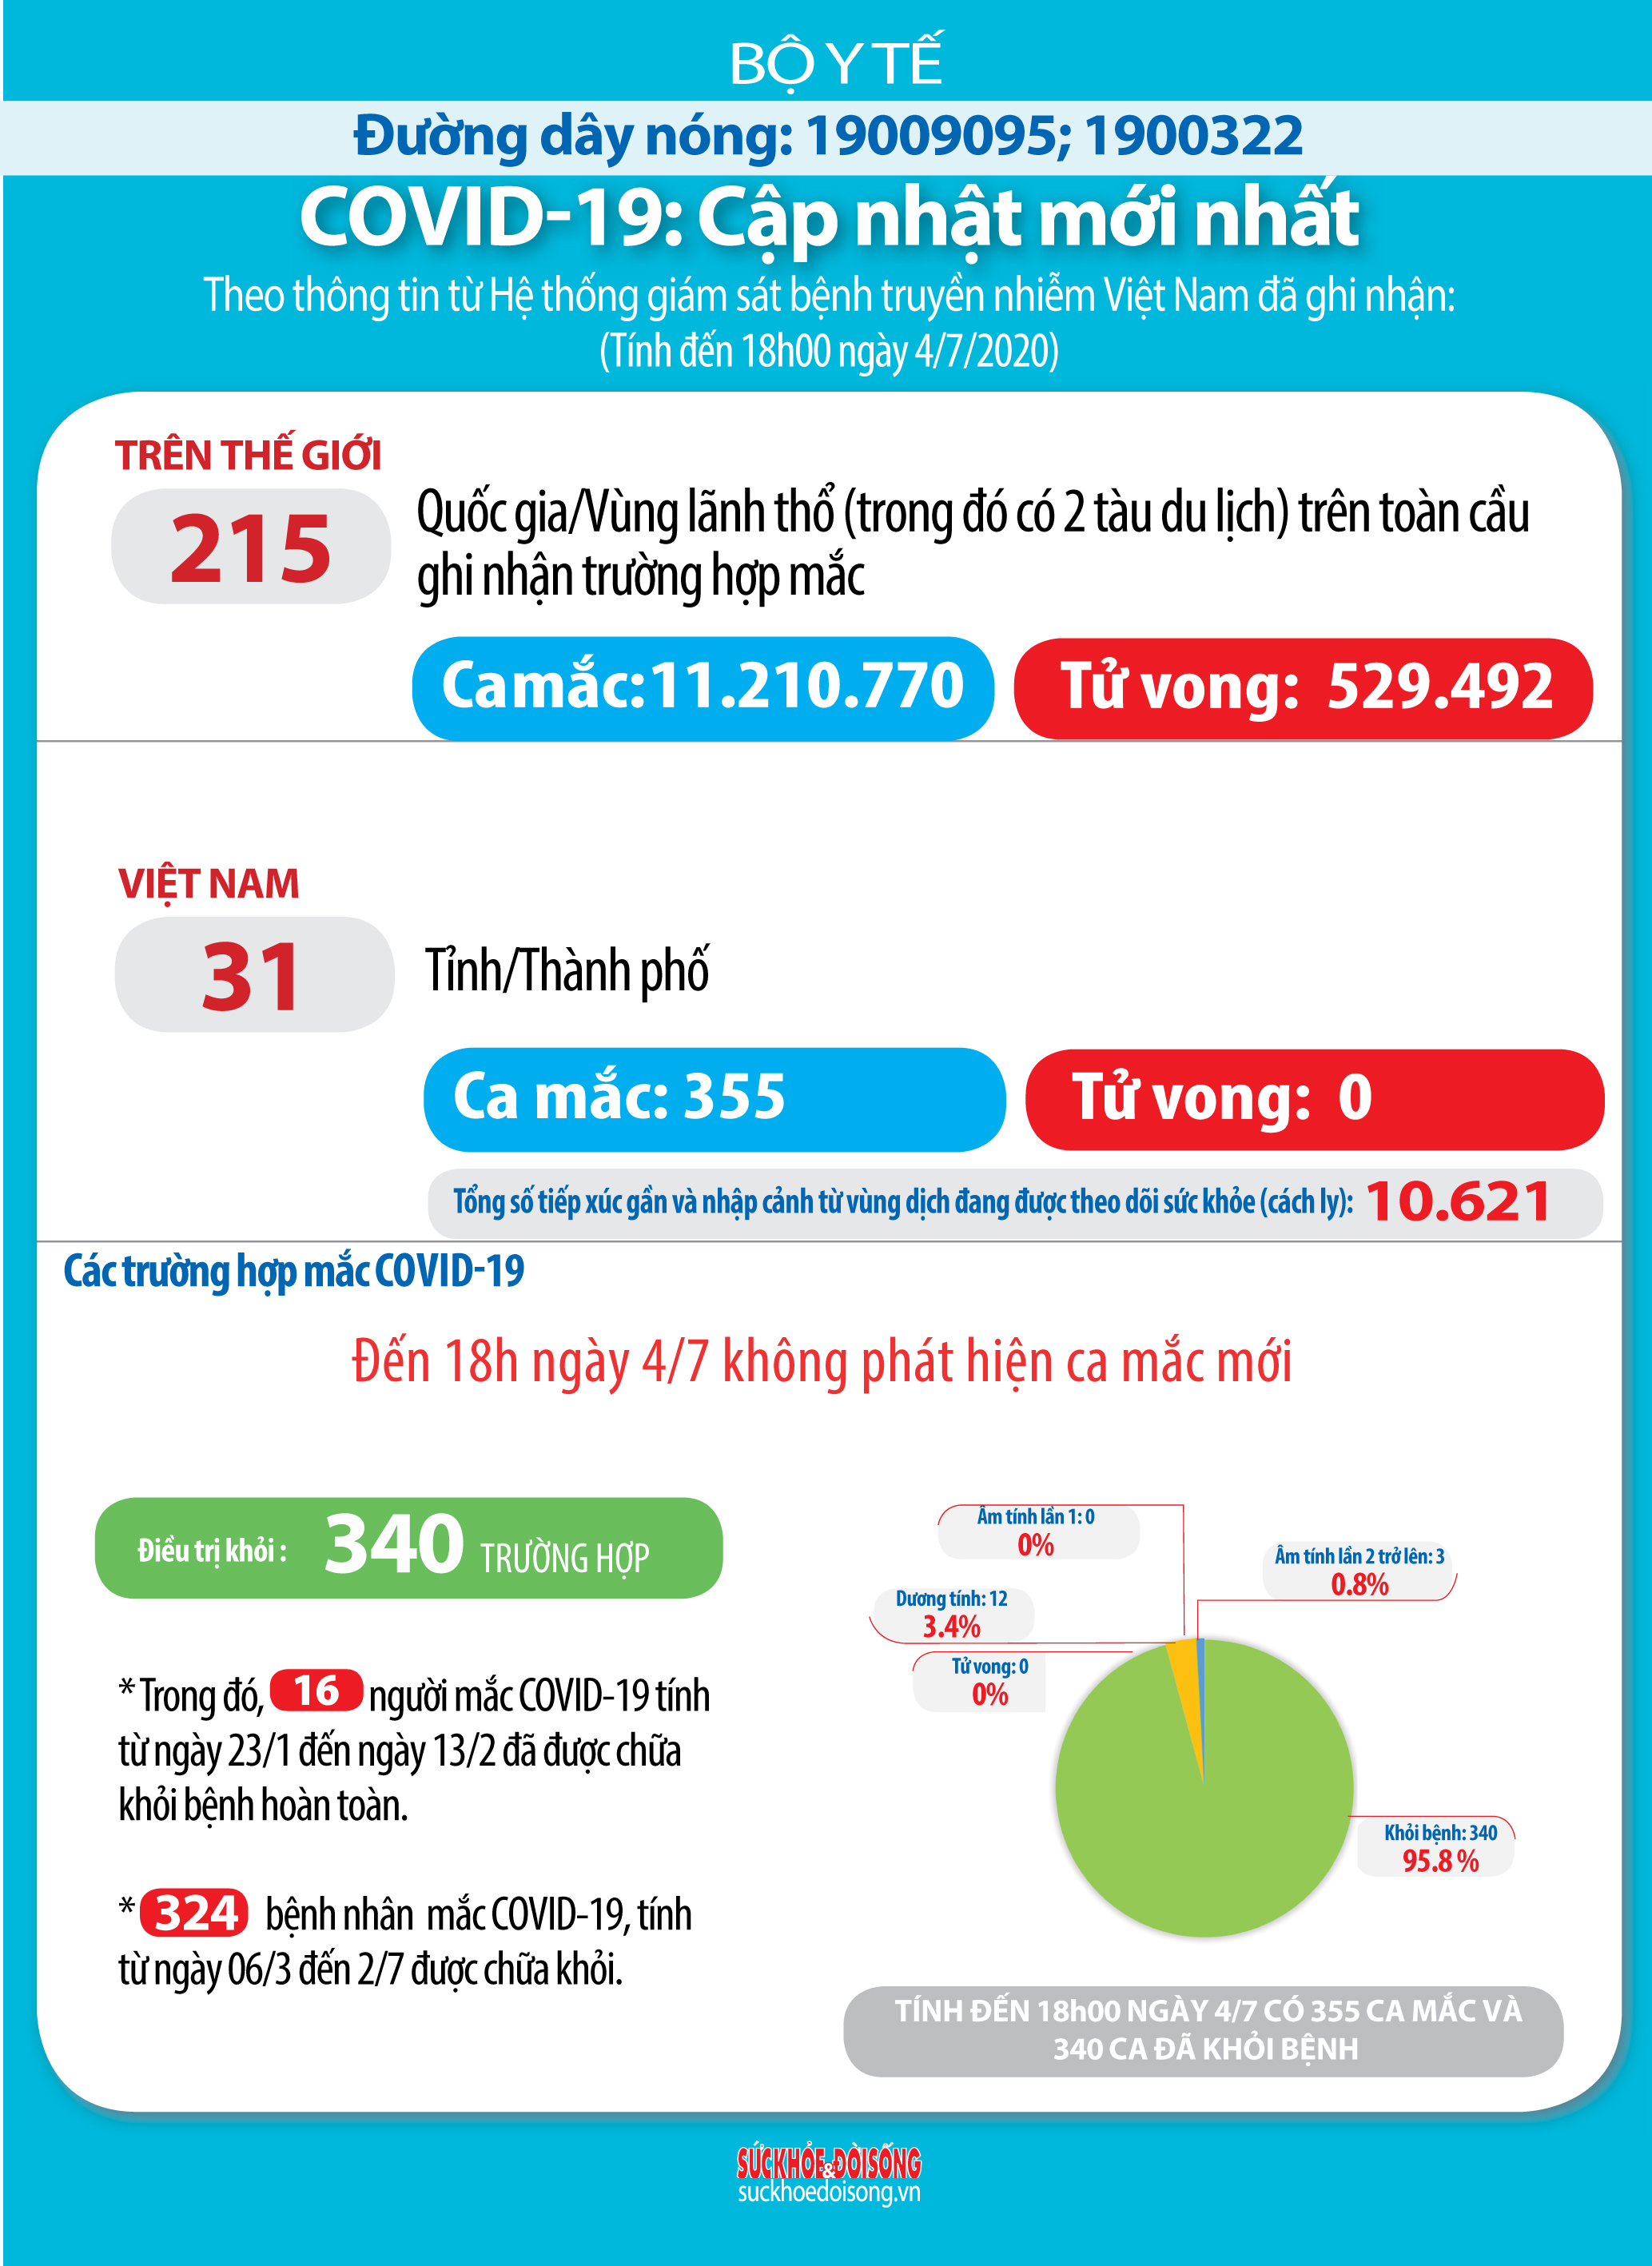 BỘ Y TẾ
Đường dây nóng: 19009095; 1900322
COVID-19: Cập nhật mới nhất
Theo thông tin từ Hệ thống giám sát bệnh truyền nhiễm Việt Nam đã ghi nhận:
(Tính đến 18h00 ngày 4/7/2020)
TRÊN THẾ GIỚI
215
Quốc gia/Vùng lãnh thổ (trong đó có 2 tàu du lịch) trên toàn cầu
ghi nhận trường hợp mắc
Ca mắc:11.210.770
Tử vong: 529.492
VIỆT NAM
31
Tỉnh/Thành phố
Ca mắc: 355
Tử vong: 0
Tổng số tiếp xúc gần và nhập cảnh từ vùng dịch đang được theo dõi sức khỏe (cách ly): 10.621
Các trường hợp mắc COVID-19
Đến 18h ngày 4/7 không phát hiện ca mắc mới
Điều trị khỏi : 340 TRƯỜNG HỢP
* Trong đó, 16 người mắc COVID-19 tính
từ ngày 23/1 đến ngày 13/2 đã được chữa
khỏi bệnh hoàn toàn.
* 324 bệnh nhân mắc COVID-19, tính
từ ngày 06/3 đến 2/7 được chữa khỏi.
Âm tính lần 1: 0
0%
Âm tính lần 2 trở lên: 3
0.8%
Dương tính: 12
3.4%
Tử vong: 0
0%
Khỏi bệnh: 340
95.8 %
TÍNH ĐẾN 18h00 NGÀY 4/7 CÓ 355 CA MẮC VÀ
340 CA ĐÃ KHỎI BỆNH
SỨC KHỎE & ĐỜI SỐNG
suckhoedoisong.vn